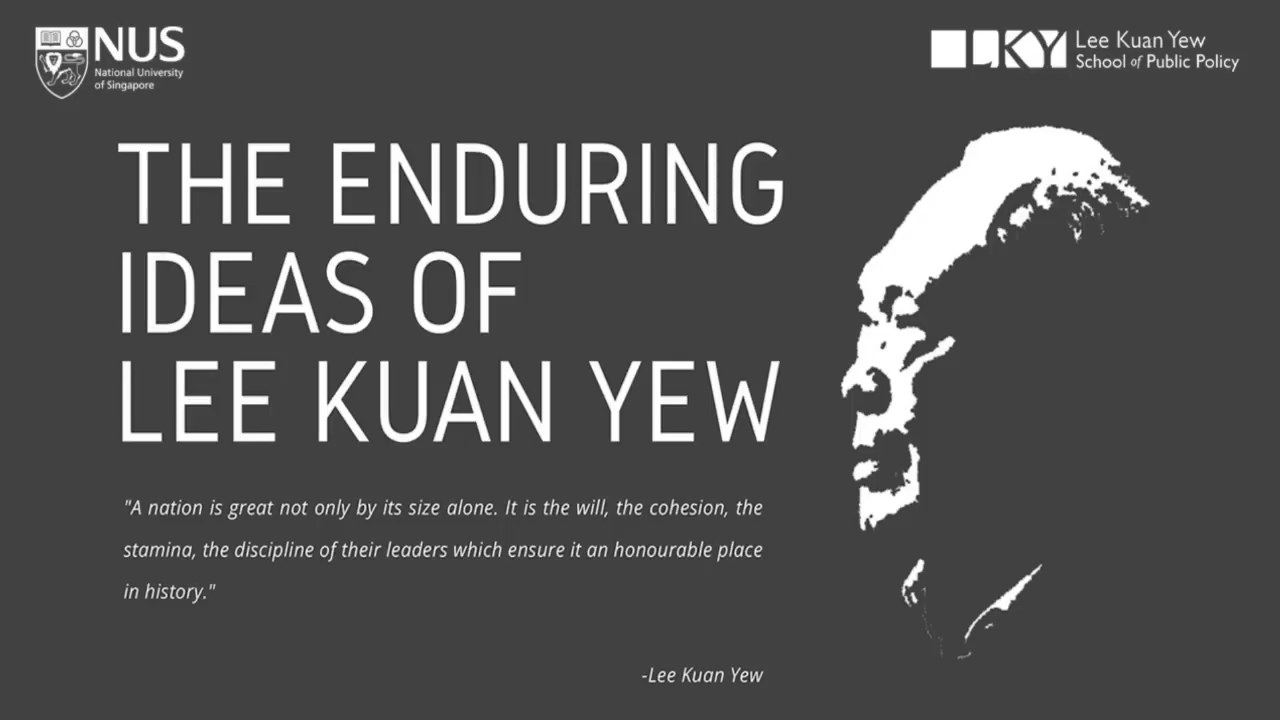 NUS
National University
of Singapore
LKY
Lee Kuan Yew
School of Public Policy
THE ENDURING
IDEAS OF
LEE KUAN YEW
"A nation is great not only by its size alone. It is the will, the cohesion, the
stamina, the discipline of their leaders which ensure it an honourable place
in history."
-Lee Kuan Yew